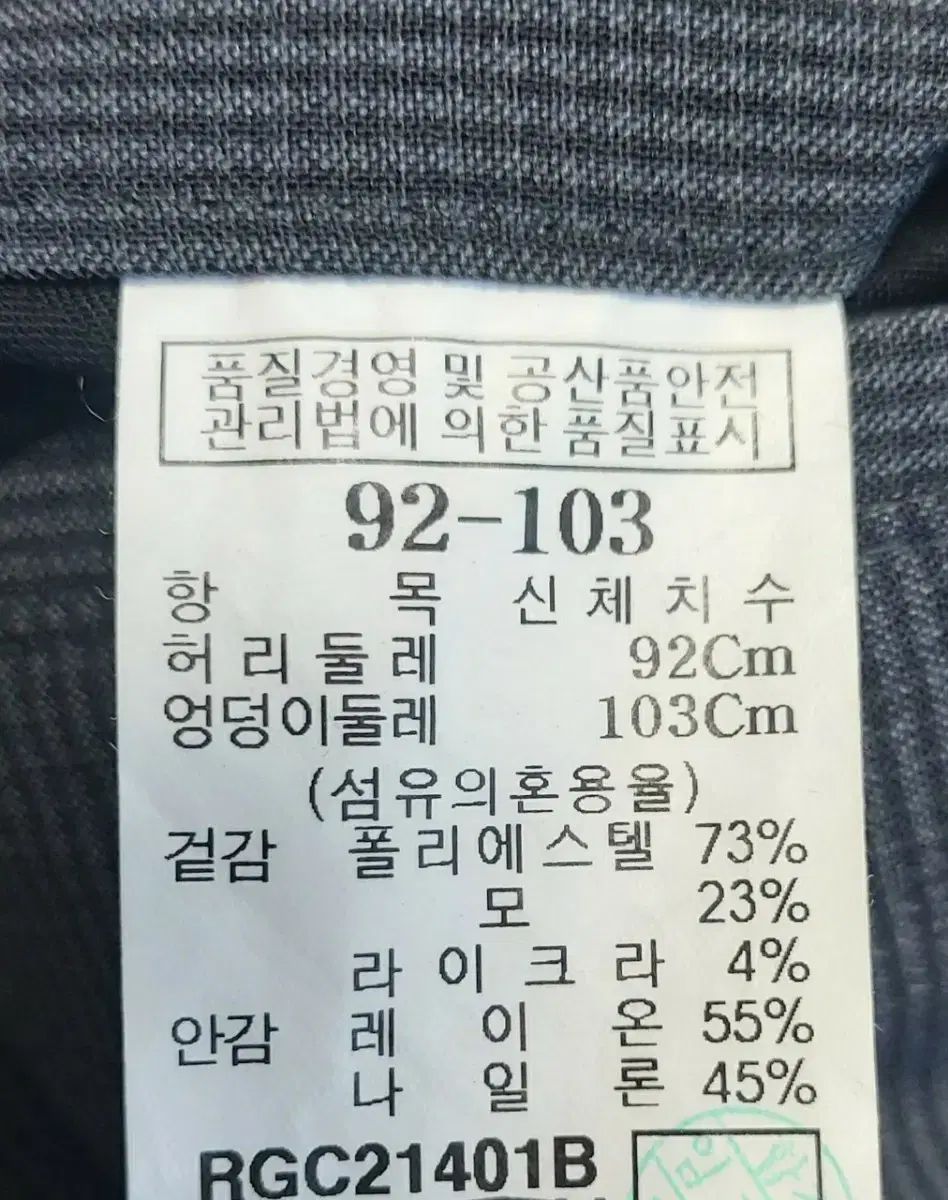 품질경영 및 공산품안전
관리법에 의한 품질표시
92-103
항 목 신체치수
허리둘레 92Cm
엉덩이둘레 103Cm
(섬유의혼용율)
겉감 폴리에스텔 73%
모 23%
라이크라 4%
안감 레이온 55%
나일론 45%
RGC21401B